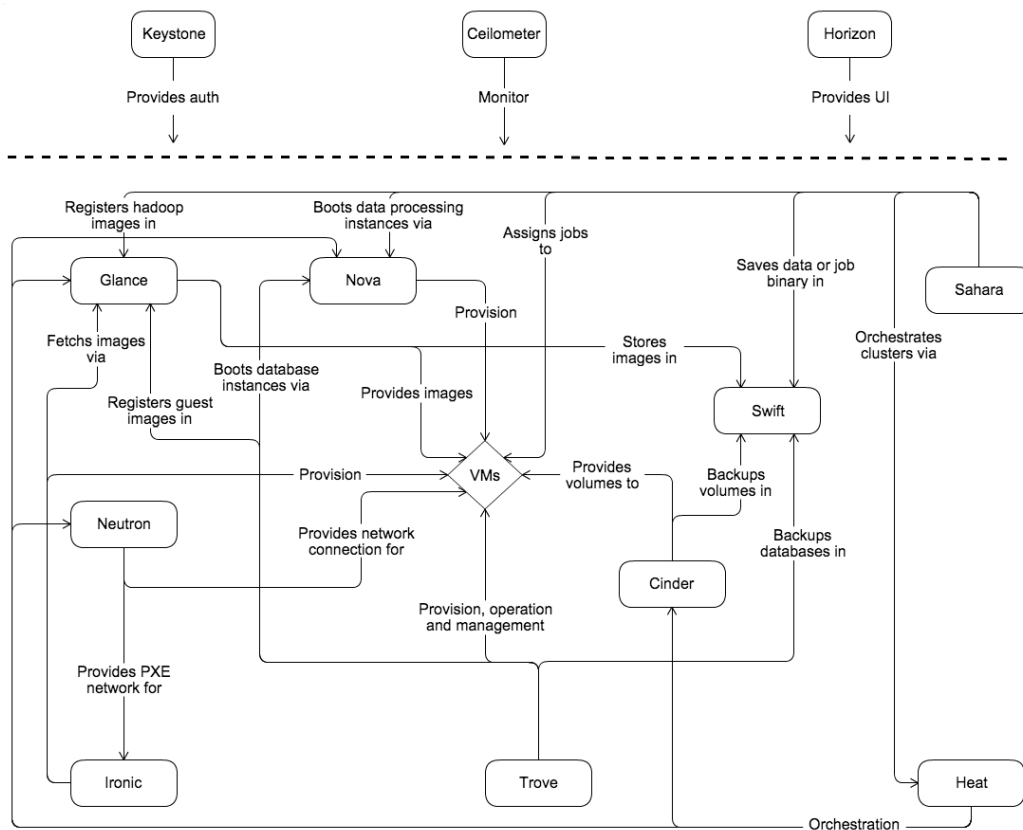 Keystone
Ceilometer
Horizon
Provides auth
Monitor
Provides UI
Registers hadoop
images in
Boots data processing
instances via
Assigns jobs
to
Saves data or job
binary in
Glance
Nova
Sahara
Provision
Fetchs images
via
Stores
images in
Orchestrates
clusters via
Boots database
instances via
Provides images
Registers guest
images in
Swift
Provision
VMs
Provides
volumes to
Backups
volumes in
Neutron
Provides network
connection for
Backups
databases in
Cinder
Provision, operation
and management
Provides PXE
network for
Ironic
Trove
Heat
Orchestration